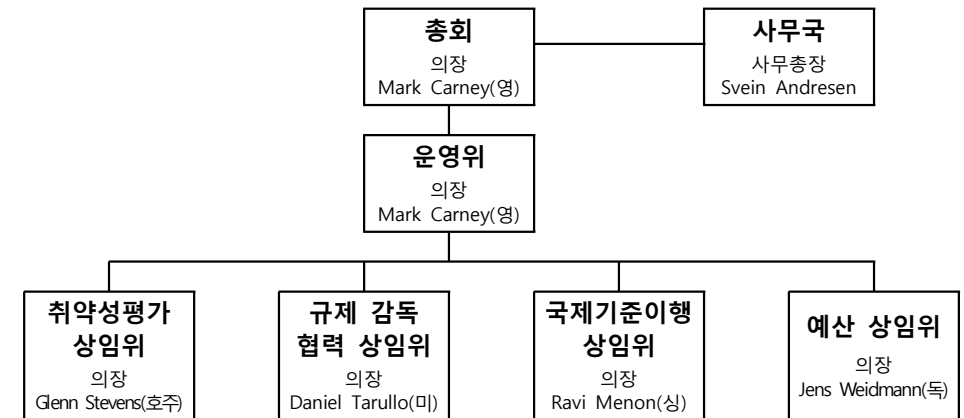 총회
의장
Mark Carney(영)
사무국
사무총장
Svein Andresen
운영위
의장
Mark Carney(영)
취약성평가
상임위
의장
Glenn Stevens(호주)
규제 감독
협력 상임위
의장
Daniel Tarullo(미)
국제기준이행
상임위
의장
Ravi Menon(싱)
예산 상임위
의장
Jens Weidmann(독)